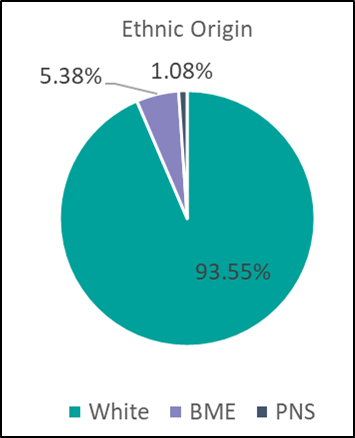 Ethnic Origin
5.38% 1.08%
93.55%
White BME PNS